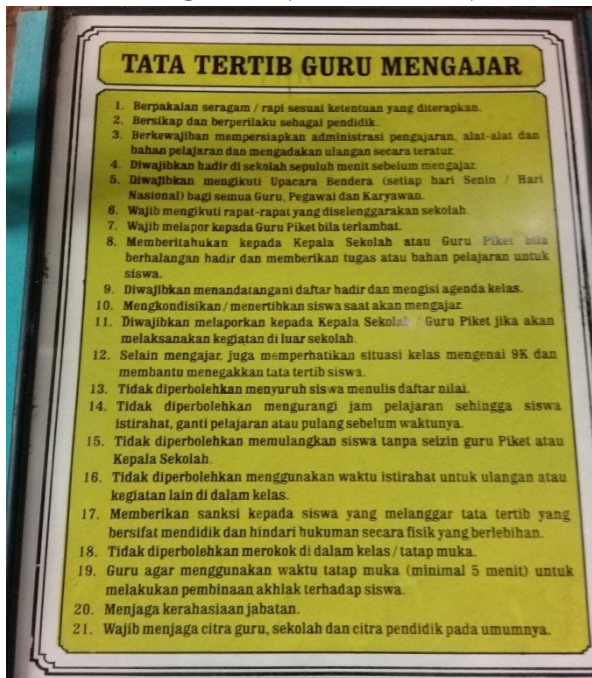 TATA TERTIB GURU MENGAJAR
1. Berpakaian seragam / rapi sesuai ketentuan yang diterapkan.
2. Bersikap dan berperilaku sebagai pendidik.
3. Berkewajiban mempersiapkan administrasi pengajaran, alat-alat dan
bahan pelajaran dan mengadakan ulangan secara teratur.
4. Diwajibkan hadir di sekolah sepuluh menit sebelum mengajar.
5. Diwajibkan mengikuti Upacara Bendera (setiap hari Senin / Hari
Nasional) bagi semua Guru, Pegawai dan Karyawan.
6. Wajib mengikuti rapat-rapat yang diselenggarakan sekolah.
7. Wajib melapor kepada Guru Piket bila terlambat.
8. Memberitahukan kepada Kepala Sekolah atau Guru Piket bila
berhalangan hadir dan memberikan tugas atau bahan pelajaran untuk
siswa.
9. Diwajibkan menandatangani daftar hadir dan mengisi agenda kelas.
10. Mengkondisikan / menertibkan siswa saat akan mengajar.
11. Diwajibkan melaporkan kepada Kepala Sekolah / Guru Piket jika akan
melaksanakan kegiatan di luar sekolah.
12. Selain mengajar, juga memperhatikan situasi kelas mengenai 9K dan
membantu menegakkan tata tertib siswa.
13. Tidak diperbolehkan menyuruh siswa menulis daftar nilai.
14. Tidak diperbolehkan mengurangi jam pelajaran sehingga siswa
istirahat, ganti pelajaran atau pulang sebelum waktunya.
15. Tidak diperbolehkan memulangkan siswa tanpa seizin guru Piket atau
Kepala Sekolah.
16. Tidak diperbolehkan menggunakan waktu istirahat untuk ulangan atau
kegiatan lain di dalam kelas.
17. Memberikan sanksi kepada siswa yang melanggar tata tertib yang
bersifat mendidik dan hindari hukuman secara fisik yang berlebihan.
18. Tidak diperbolehkan merokok di dalam kelas / tatap muka.
19. Guru agar menggunakan waktu tatap muka (minimal 5 menit) untuk
melakukan pembinaan akhlak terhadap siswa.
20. Menjaga kerahasiaan jabatan.
21. Wajib menjaga citra guru, sekolah dan citra pendidik pada umumnya.